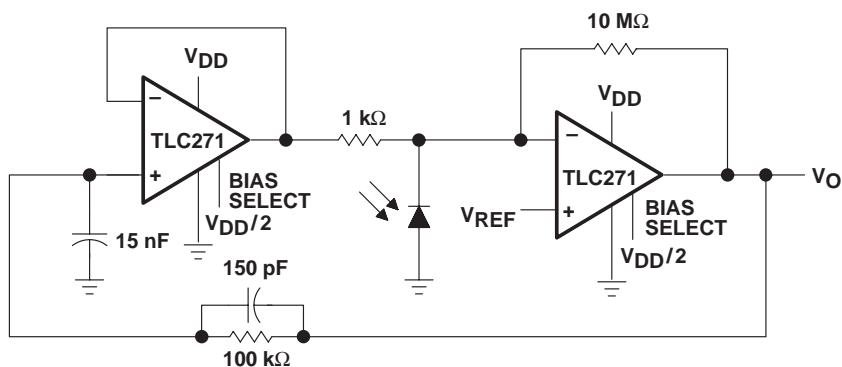 10 MΩ
VDD
VDD
1 kΩ
−
TLC271
+
−
TLC271
+
BIAS
SELECT
VDD/2
VREF
BIAS
SELECT
VDD/2
VO
15 nF
150 pF
100 kΩ